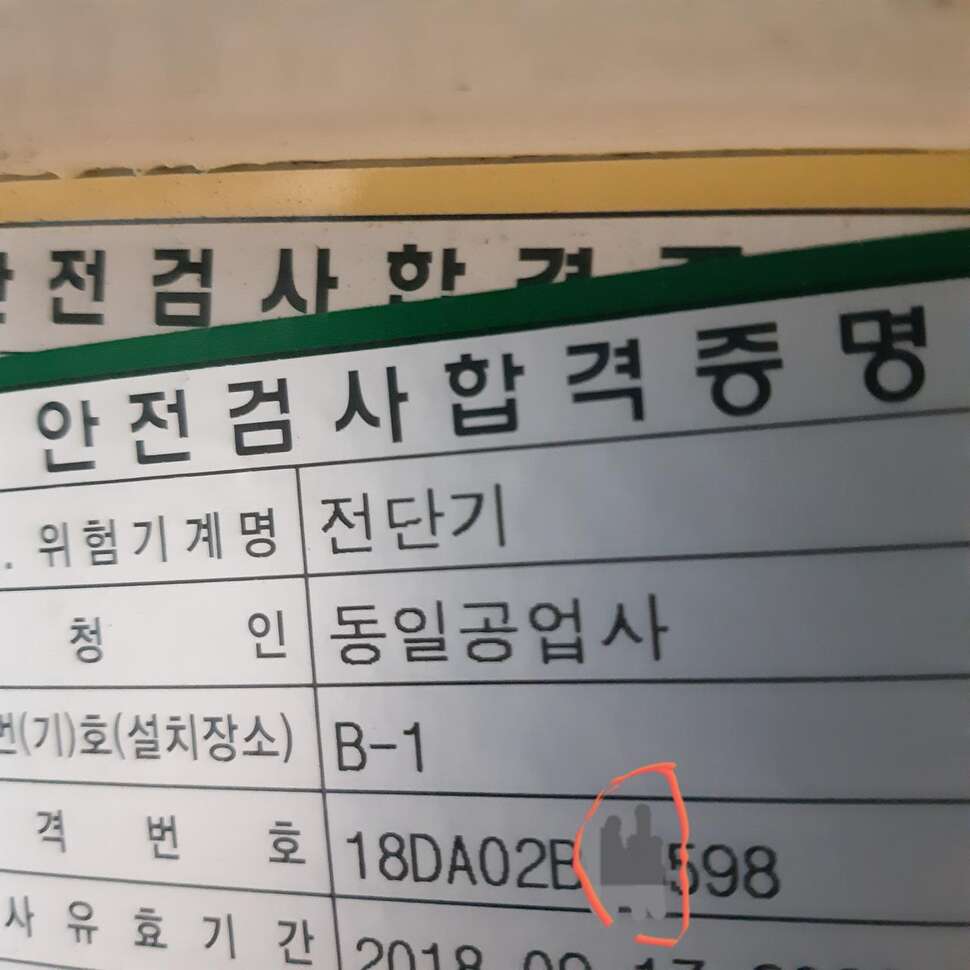 전검사합격
안전검사합격증명
위험기계명 전단기
청 인 동일공업사
(기)호(설치장소) B-1
격 번 호 18DA02B 598
사유효기간 2018